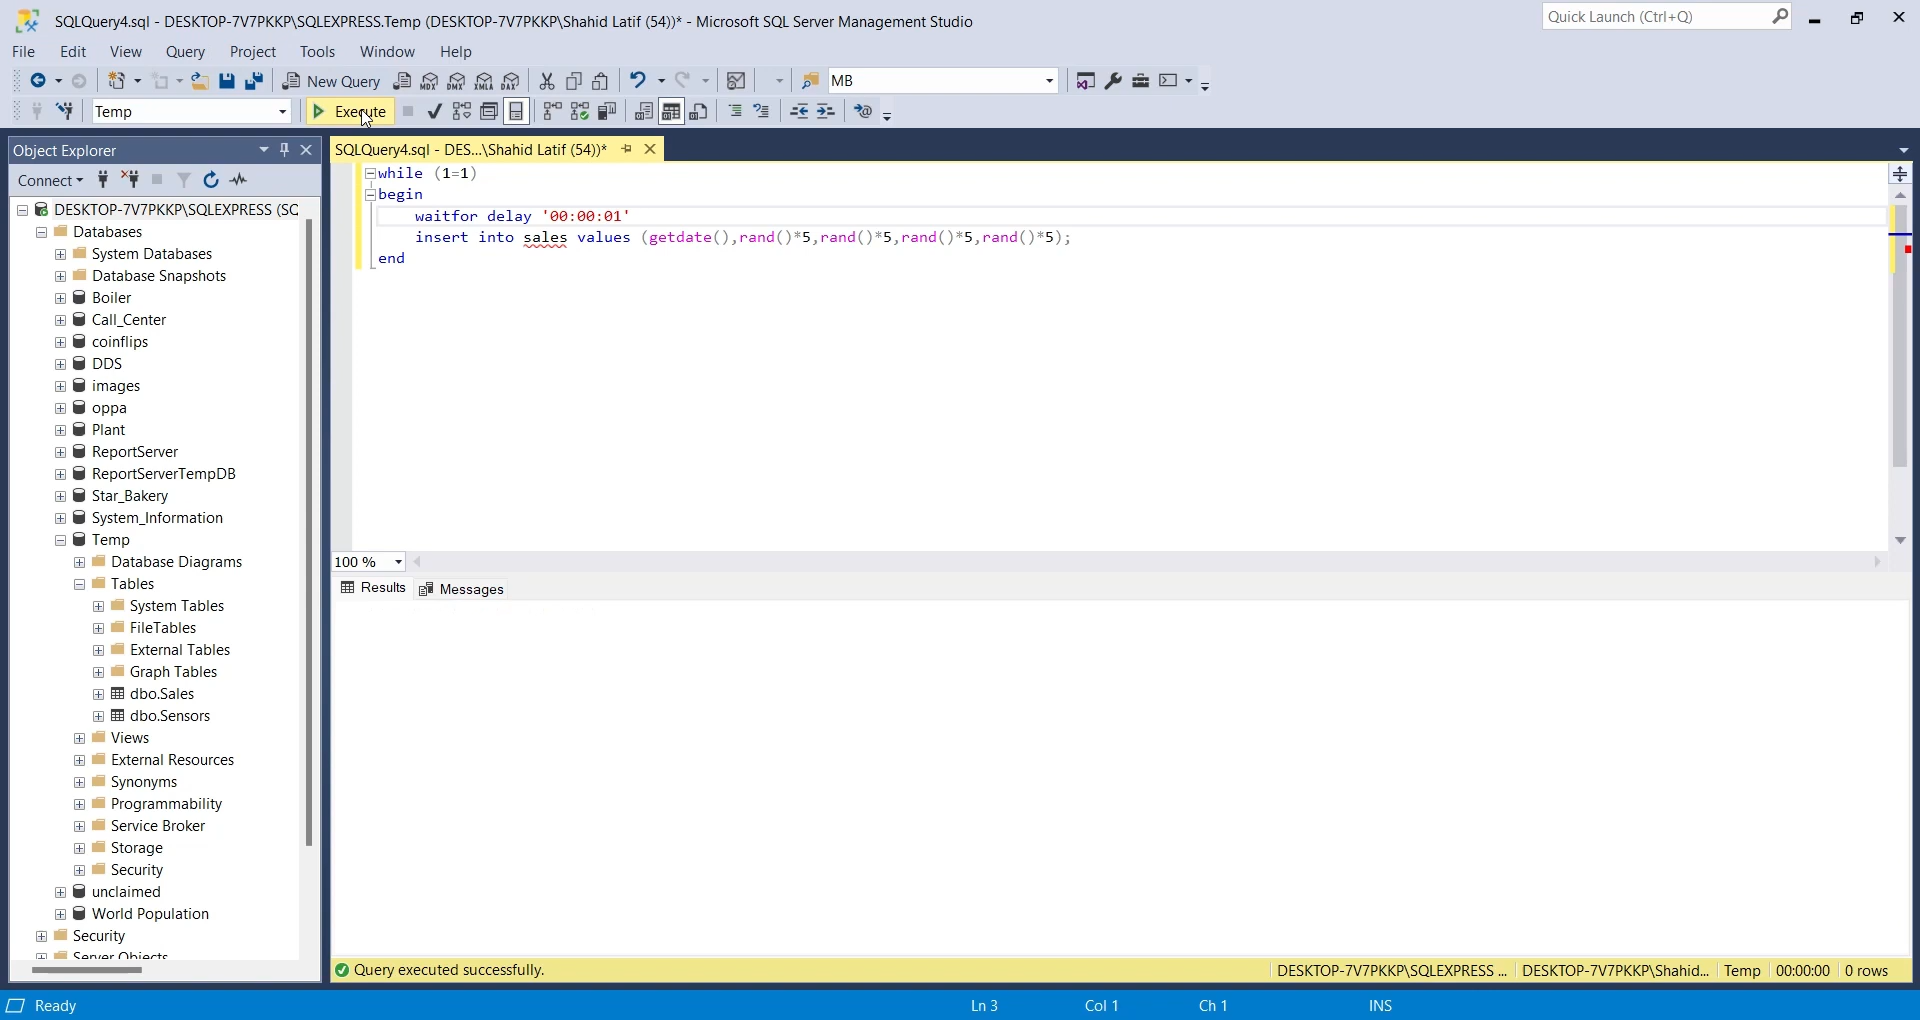 SQLQuery4.sql - DESKTOP-7V7PKKP\SQLEXPRESS.Temp (DESKTOP-7V7PKKP\Shahid Latif (54))* - Microsoft SQL Server Management Studio
Quick Launch (Ctrl+Q)
File Edit View Query Project Tools Window Help
New Query MDX DMX XMLA DAX MB
Temp Execute
Object Explorer
SQLQuery4.sql - DES...\Shahid Latif (54))*
Connect
DESKTOP-7V7PKKP\SQLEXPRESS (SQ
Databases
System Databases
Database Snapshots
Boiler
Call_Center
coinflips
DDS
images
oppa
Plant
ReportServer
ReportServerTempDB
Star_Bakery
System_Information
Temp
Database Diagrams
Tables
System Tables
FileTables
External Tables
Graph Tables
dbo.Sales
dbo.Sensors
Views
External Resources
Synonyms
Programmability
Service Broker
Storage
Security
unclaimed
World Population
Security
Server Objects
while (1=1)
begin
waitfor delay '00:00:01'
insert into sales values (getdate(),rand()*5,rand()*5,rand()*5,rand()*5);
end
100 %
Results Messages
Query executed successfully.
DESKTOP-7V7PKKP\SQLEXPRESS ... DESKTOP-7V7PKKP\Shahid... Temp 00:00:00 0 rows
Ready Ln 3 Col 1 Ch 1 INS